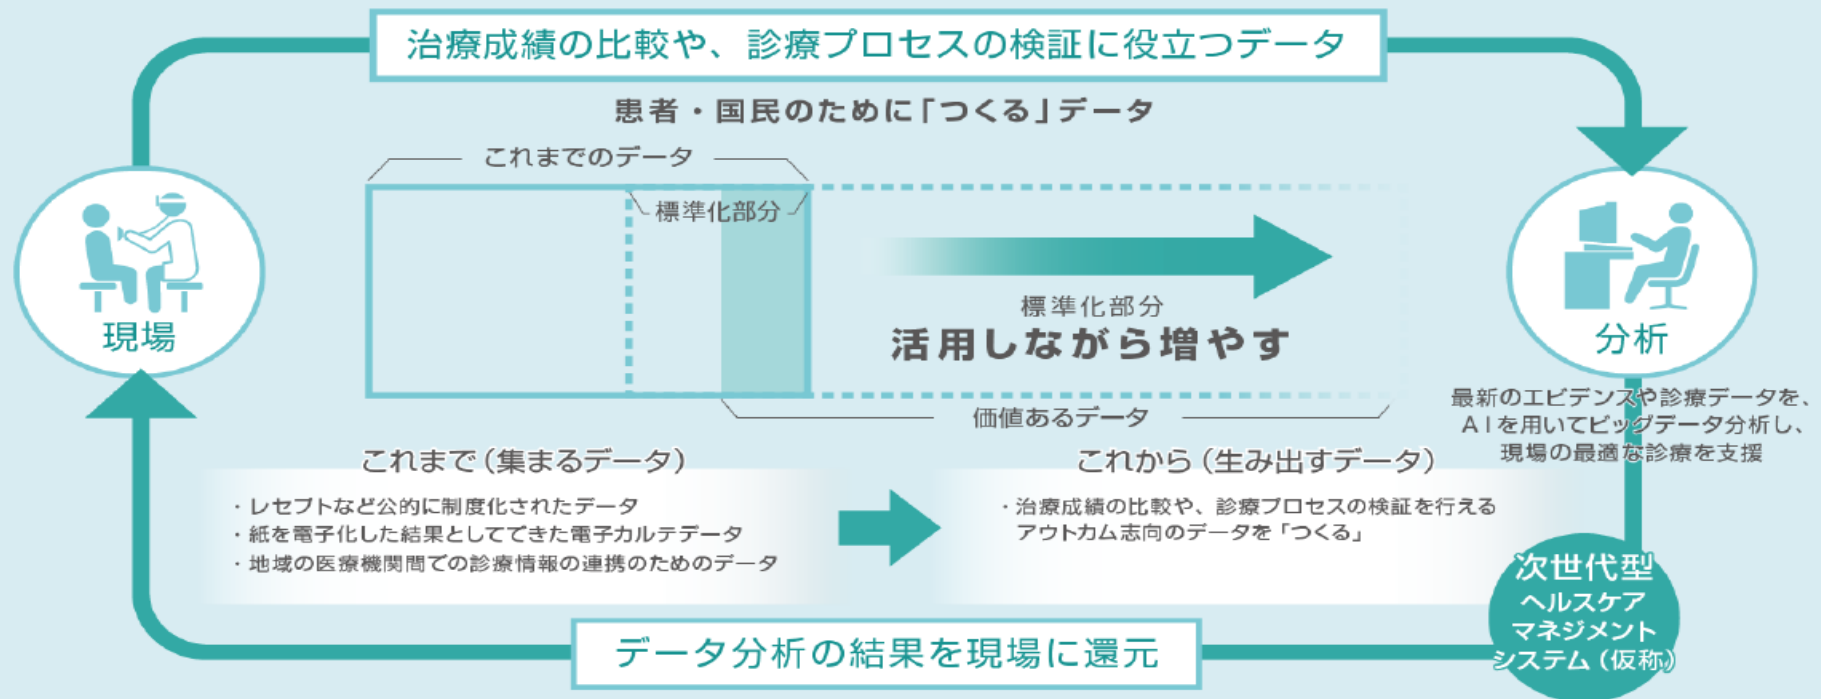 治療成績の比較や、診療プロセスの検証に役立つデータ
患者・国民のために「つくる」データ
これまでのデータ
標準化部分
標準化部分
活用しながら増やす
価値あるデータ
現場
分析
最新のエビデンスや診療データを、
AIを用いてビッグデータ分析し、
現場の最適な診療を支援
これまで(集まるデータ)
・レセプトなど公的に制度化されたデータ
・紙を電子化した結果としてできた電子カルテデータ
・地域の医療機関間での診療情報の連携のためのデータ
これから(生み出すデータ)
・治療成績の比較や、診療プロセスの検証を行える
アウトカム志向のデータを「つくる」
次世代型
ヘルスケア
マネジメント
システム(仮称)
データ分析の結果を現場に還元